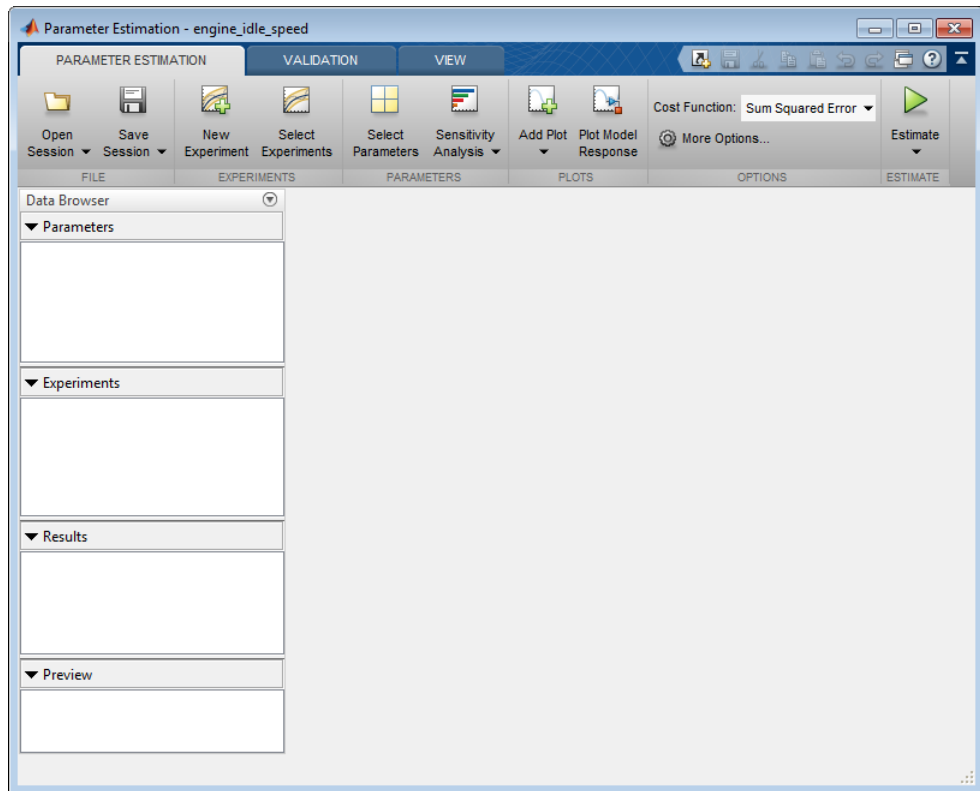 Parameter Estimation - engine_idle_speed
PARAMETER ESTIMATION VALIDATION VIEW
Open Session Save Session New Experiment Select Experiments Select Parameters Sensitivity Analysis Add Plot Plot Model Response Cost Function: Sum Squared Error Estimate
More Options...
FILE EXPERIMENTS PARAMETERS PLOTS OPTIONS ESTIMATE
Data Browser
Parameters
Experiments
Results
Preview